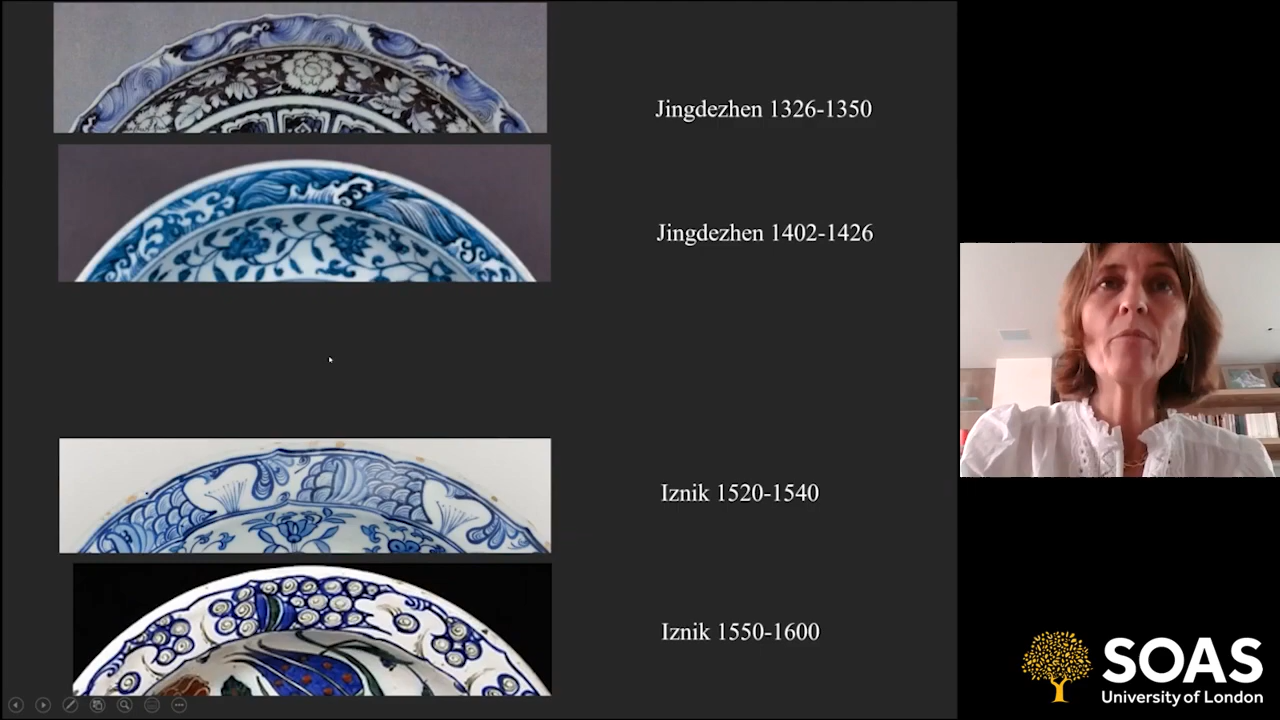 Jingdezhen 1326-1350
Jingdezhen 1402-1426
Iznik 1520-1540
Iznik 1550-1600
SOAS
University of London